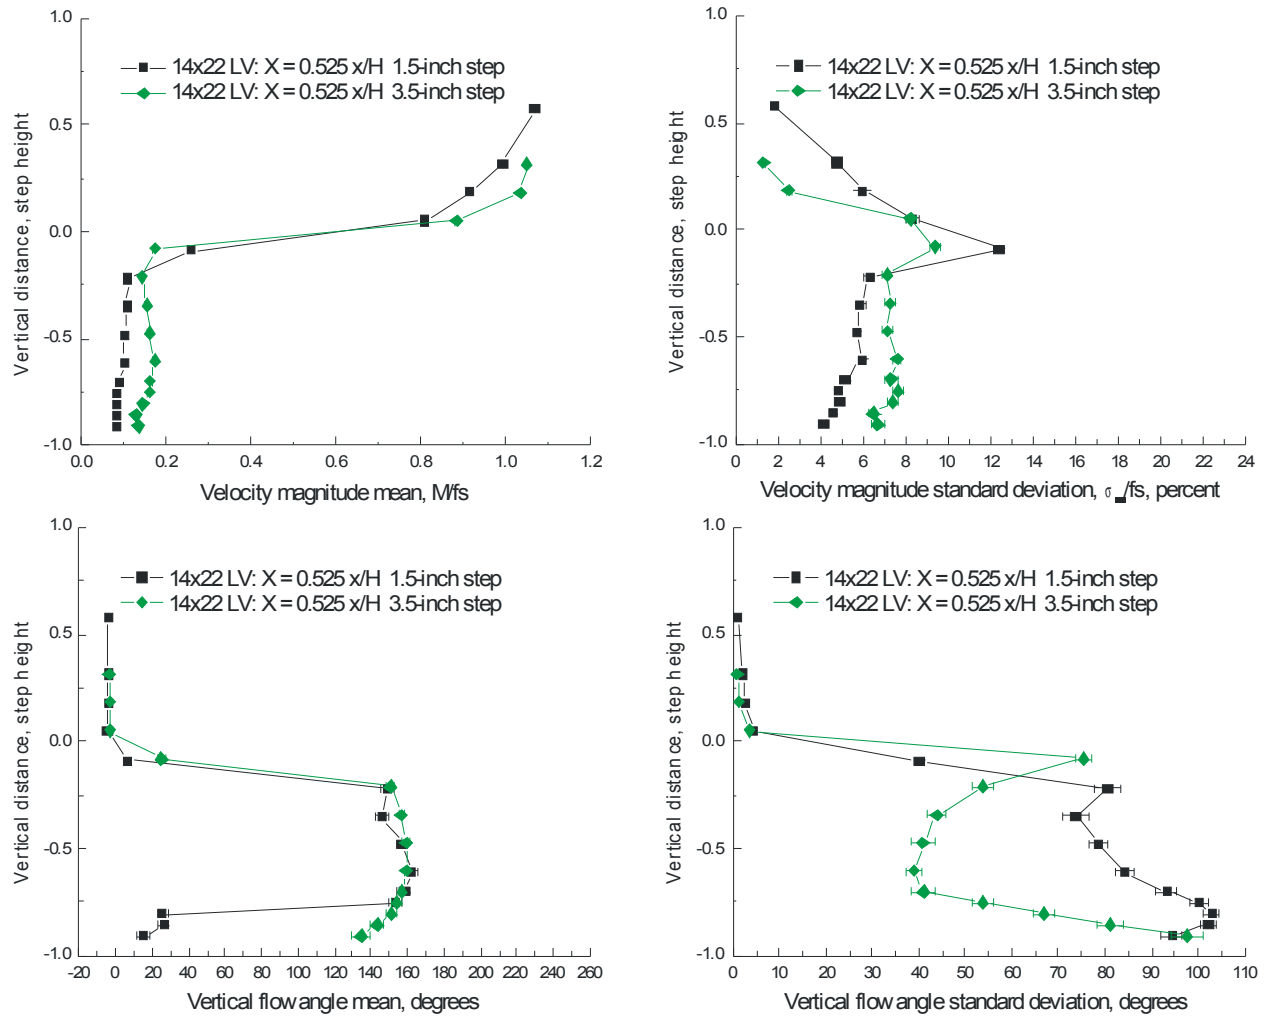 1.0
0.5
0.0
-0.5
-1.0
Vertical distance, step height
14x22 LV: X = 0.525 x/H 1.5-inch step
14x22 LV: X = 0.525 x/H 3.5-inch step
0.0 0.2 0.4 0.6 0.8 1.0 1.2
Velocity magnitude mean, M/fs
1.0
0.5
0.0
-0.5
-1.0
Vertical distance, step height
14x22 LV: X = 0.525 x/H 1.5-inch step
14x22 LV: X = 0.525 x/H 3.5-inch step
0 2 4 6 8 10 12 14 16 18 20 22 24
Velocity magnitude standard deviation, σ /fs, percent
1.0
0.5
0.0
-0.5
-1.0
Vertical distance, step height
14x22 LV: X = 0.525 x/H 1.5-inch step
14x22 LV: X = 0.525 x/H 3.5-inch step
-20 0 20 40 60 80 100 120 140 160 180 200 220 240 260
Vertical flow angle mean, degrees
1.0
0.5
0.0
-0.5
-1.0
Vertical distance, step height
14x22 LV: X = 0.525 x/H 1.5-inch step
14x22 LV: X = 0.525 x/H 3.5-inch step
0 10 20 30 40 50 60 70 80 90 100 110
Vertical flow angle standard deviation, degrees